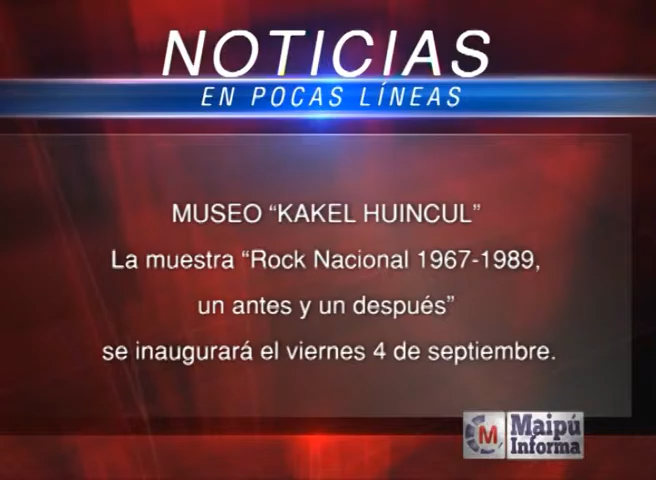 NOTICIAS
EN POCAS LÍNEAS
MUSEO “KAKEL HUINCUL”
La muestra “Rock Nacional 1967-1989,
un antes y un después”
se inaugurará el viernes 4 de septiembre.
M
Maipú
Informa